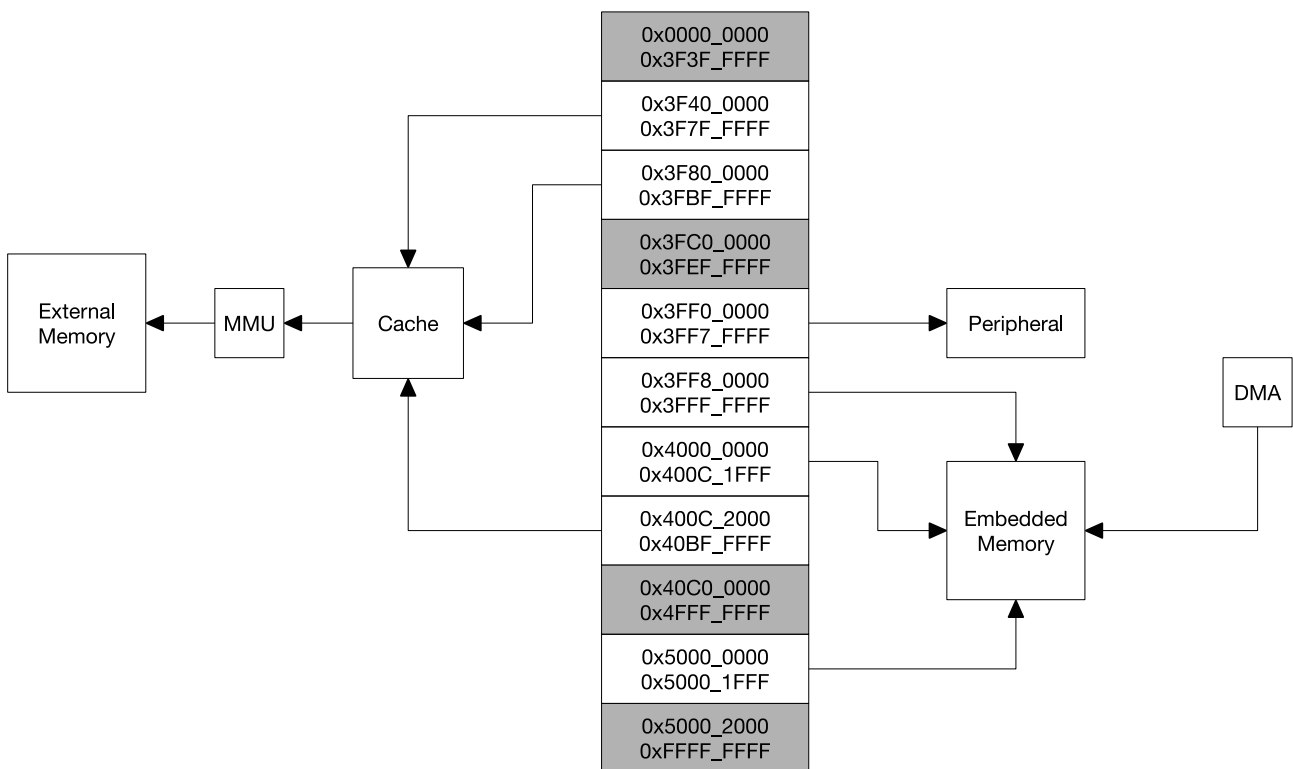 0x0000_0000
0x3F3F_FFFF
0x3F40_0000
0x3F7F_FFFF
0x3F80_0000
0x3FBF_FFFF
0x3FC0_0000
0x3FEF_FFFF
External
Memory
MMU
Cache
0x3FF0_0000
0x3FF7_FFFF
Peripheral
0x3FF8_0000
0x3FFF_FFFF
DMA
0x4000_0000
0x400C_1FFF
0x400C_2000
0x40BF_FFFF
Embedded
Memory
0x40C0_0000
0x4FFF_FFFF
0x5000_0000
0x5000_1FFF
0x5000_2000
0xFFFF_FFFF